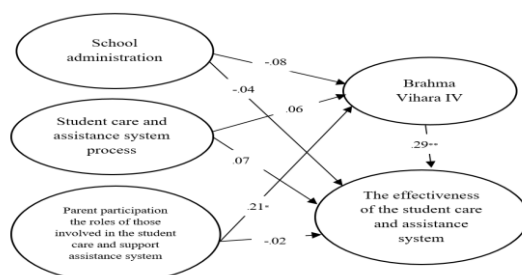 School
administration
-.08
-.04
Brahma
Vihara IV
Student care and
assistance system
process
.06
.07
.29--
Parent participation
the roles of those
involved in the student
care and support
assistance system
.21-
-.02
The effectiveness
of the student care
and assistance
system